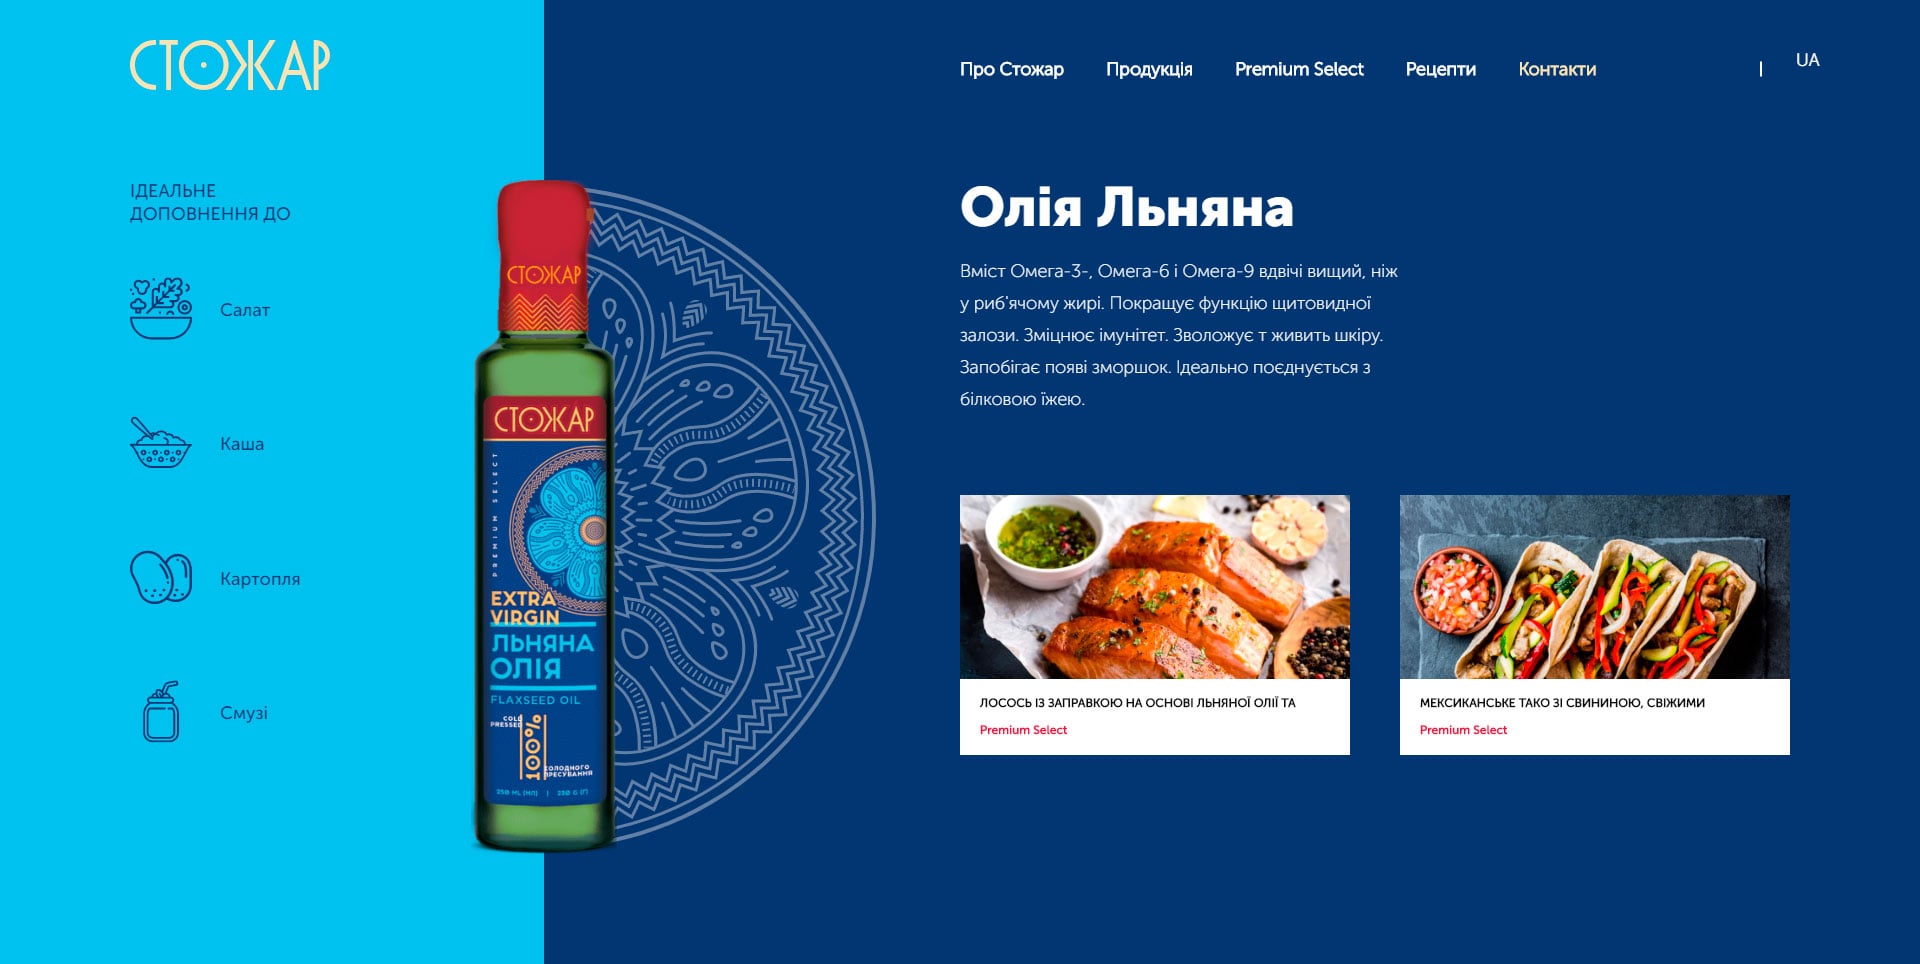 СТОЖАР
Про Стожар
Продукція
Premium Select
Рецепти
Контакти
|
UA
ІДЕАЛЬНЕ
ДОПОВНЕННЯ ДО
Салат
Каша
Картопля
Смузі
СТОЖАР
СТОЖАР
PREMIUM SELECT
EXTRA
VIRGIN
ЛЬНЯНА
ОЛІЯ
FLAXSEED OIL
COLD
PRESSED
100%
ХОЛОДНОГО
ПРЕСУВАННЯ
250 ML (МЛ) | 230 G (Г)
Олія Льняна
Вміст Омега-3-, Омега-6 і Омега-9 вдвічі вищий, ніж
у риб'ячому жирі. Покращує функцію щитовидної
залози. Зміцнює імунітет. Зволожує т живить шкіру.
Запобігає появі зморшок. Ідеально поєднується з
білковою їжею.
ЛОСОСЬ ІЗ ЗАПРАВКОЮ НА ОСНОВІ ЛЬНЯНОЇ ОЛІЇ ТА
Premium Select
МЕКСИКАНСЬКЕ ТАКО ЗІ СВИНИНОЮ, СВІЖИМИ
Premium Select